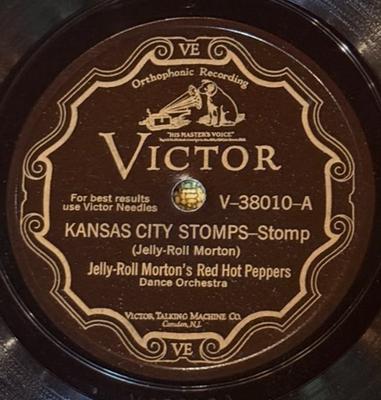 VE
Orthophonic Recording
"HIS MASTER'S VOICE"
VICTOR
For best results
use Victor Needles
V-38010-A
KANSAS CITY STOMPS-Stomp
(Jelly-Roll Morton)
Jelly-Roll Morton's Red Hot Peppers
Dance Orchestra
VICTOR TALKING MACHINE CO.
Camden, N.J.
VE